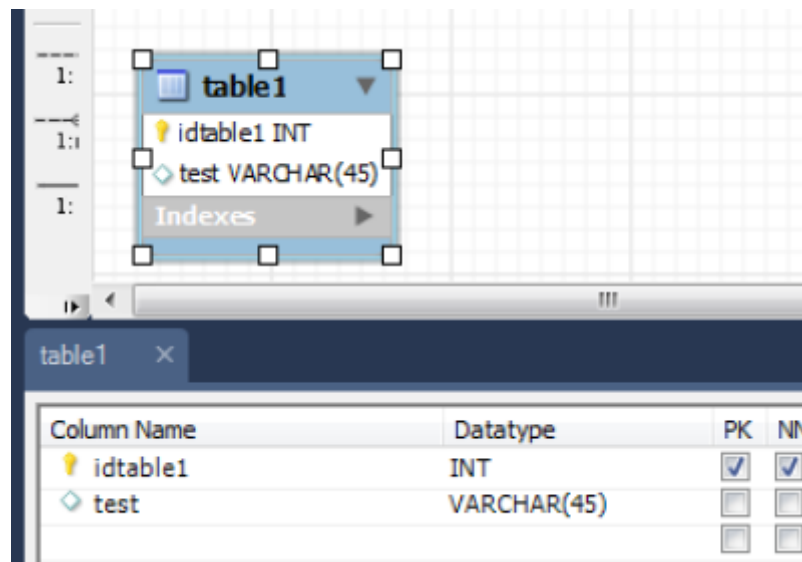 1:
table1
idtable1 INT
1:
test VARCHAR(45)
1:
Indexes
table1
Column Name Datatype PK NN
idtable1 INT
test VARCHAR(45)